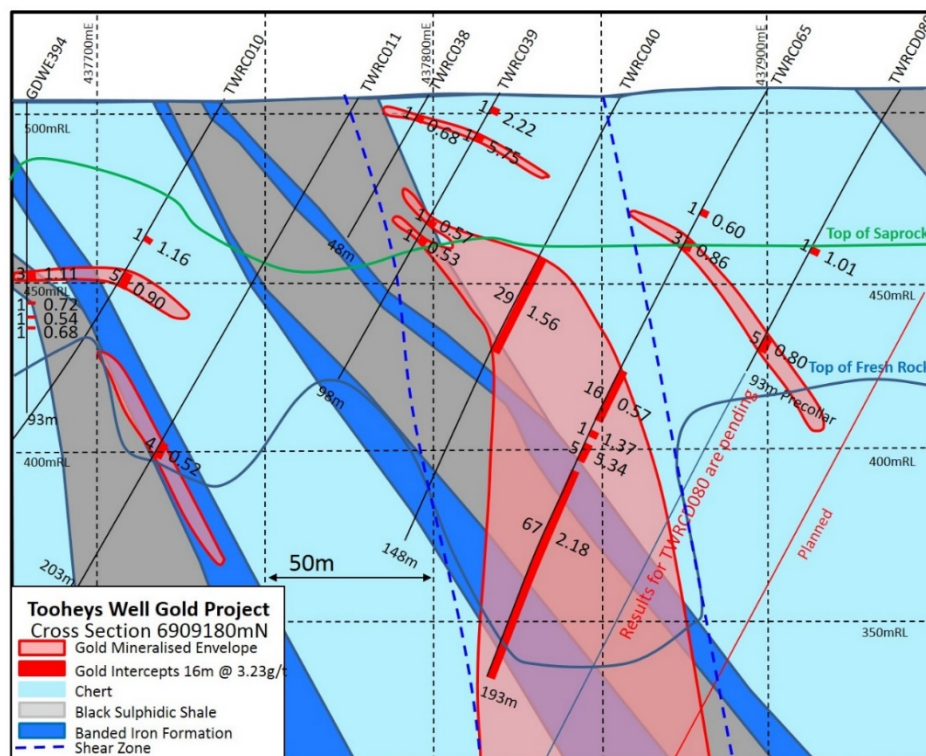 GDWE394
437700mE
TWRC010
TWRC011
437800mE
TWRC038
TWRC039
TWRC040
437900mE
TWRC065
TWRCD080
500mRL
1 2.22
1 0.68
1 5.75
1 0.60
1 0.57
1 0.53
48m
Top of Saprock
3 0.86
1 1.01
1 1.16
3 1.11
5 0.90
450mRL
450mRL
1 0.72
0.54
1 0.68
29 1.56
5 0.80
Top of Fresh Rock
93m Precollar
98m
16 0.57
93m
1 1.37
5 5.34
400mRL
400mRL
4 0.52
67 2.18
Results for TWRCD080 are pending
Planned
148m
203m
50m
350mRL
193m
Tooheys Well Gold Project
Cross Section 6909180mN
Gold Mineralised Envelope
Gold Intercepts 16m @ 3.23g/t
Chert
Black Sulphidic Shale
Banded Iron Formation
Shear Zone